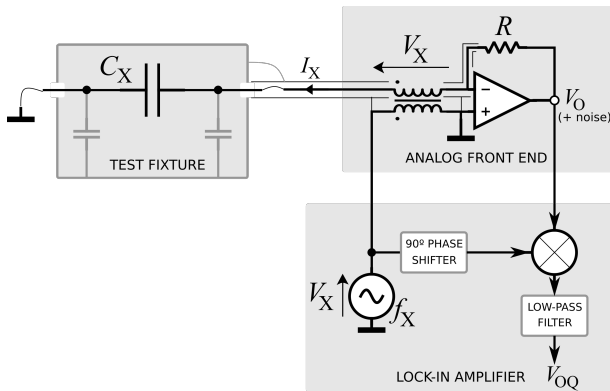 R
V_X
C_X
I_X
−
+
V_O
(+ noise)
ANALOG FRONT END
TEST FIXTURE
90º PHASE
SHIFTER
V_X
f_X
LOW-PASS
FILTER
LOCK-IN AMPLIFIER
V_OQ